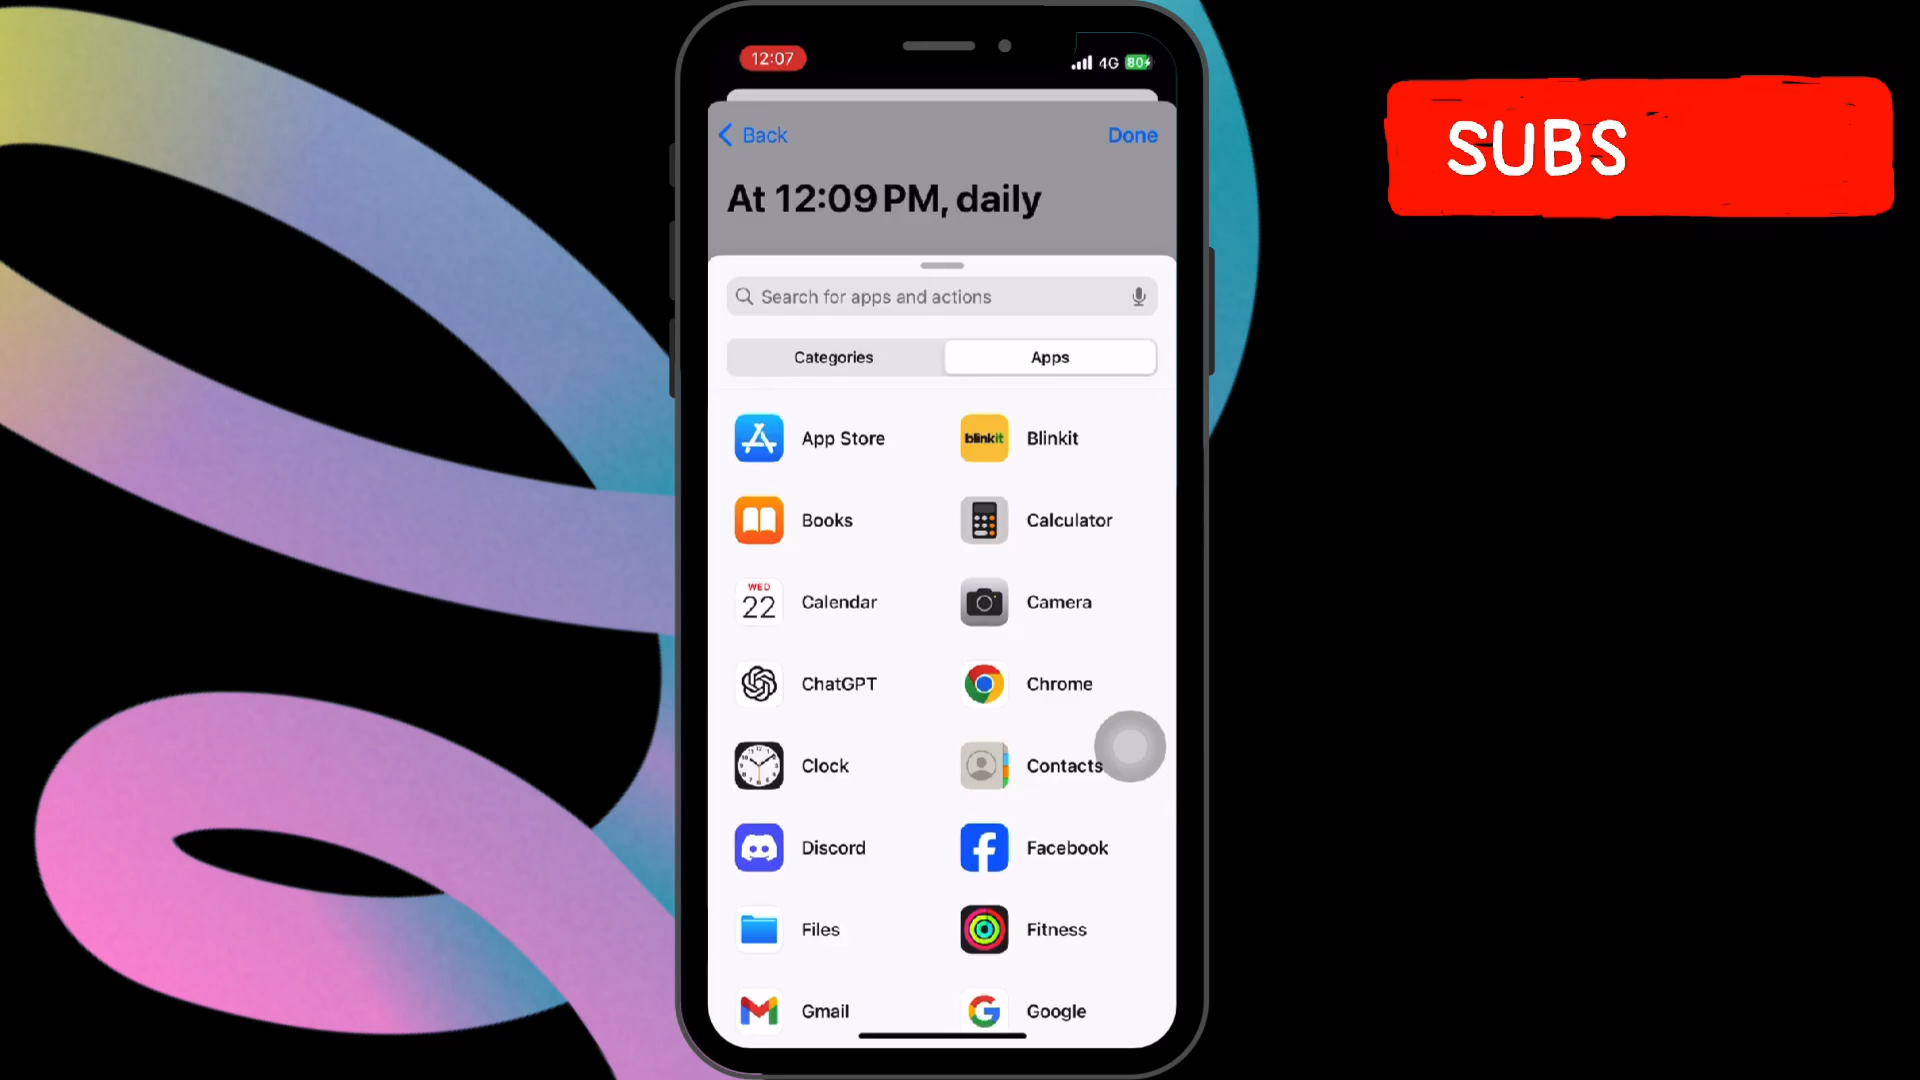 12:07
4G 80
Back
Done
At 12:09 PM, daily
Search for apps and actions
Categories
Apps
App Store
blinkit
Blinkit
Books
Calculator
WED
22
Calendar
Camera
ChatGPT
Chrome
Clock
Contacts
Discord
Facebook
Files
Fitness
Gmail
Google
SUBS